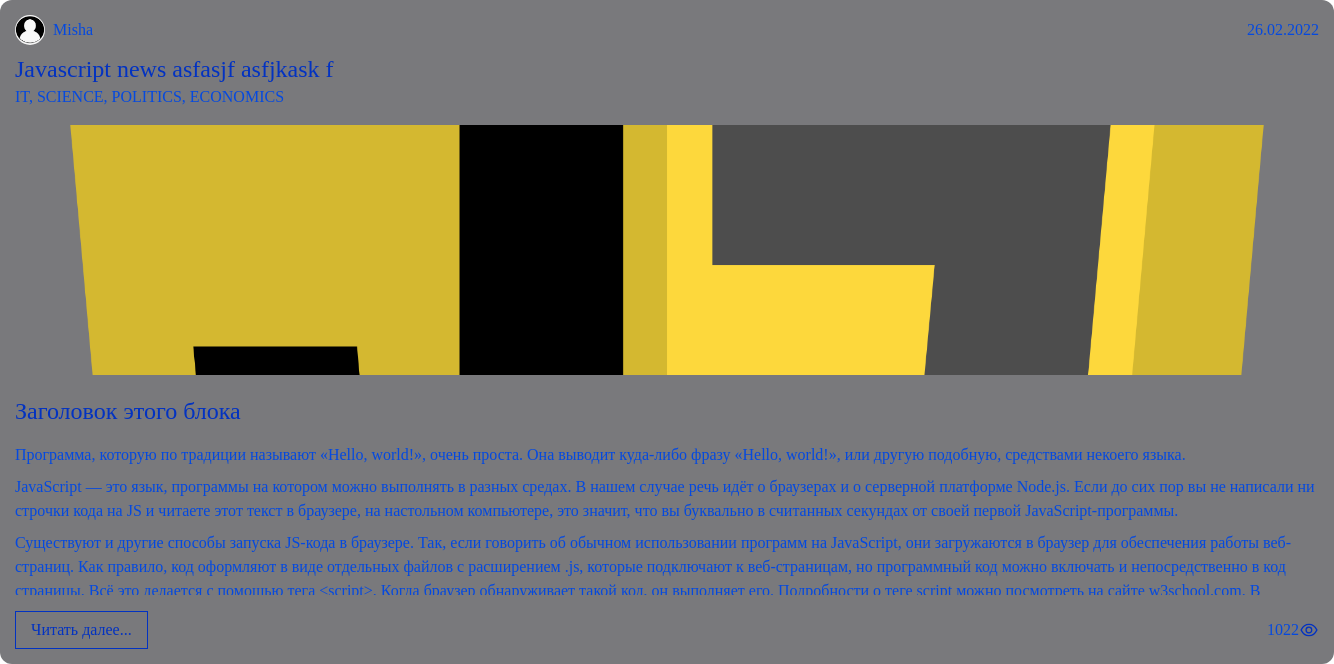 Misha
26.02.2022
Javascript news asfasjf asfjkask f
IT, SCIENCE, POLITICS, ECONOMICS
Заголовок этого блока
Программа, которую по традиции называют «Hello, world!», очень проста. Она выводит куда-либо фразу «Hello, world!», или другую подобную, средствами некоего языка.
JavaScript — это язык, программы на котором можно выполнять в разных средах. В нашем случае речь идёт о браузерах и о серверной платформе Node.js. Если до сих пор вы не написали ни
строчки кода на JS и читаете этот текст в браузере, на настольном компьютере, это значит, что вы буквально в считанных секундах от своей первой JavaScript-программы.
Существуют и другие способы запуска JS-кода в браузере. Так, если говорить об обычном использовании программ на JavaScript, они загружаются в браузер для обеспечения работы веб-
страниц. Как правило, код оформляют в виде отдельных файлов с расширением .js, которые подключают к веб-страницам, но программный код можно включать и непосредственно в код
страницы. Всё это делается с помощью тега <script>. Когда браузер обнаруживает такой код, он выполняет его. Подробности о теге script можно посмотреть на сайте w3school.com. В
Читать далее...
1022